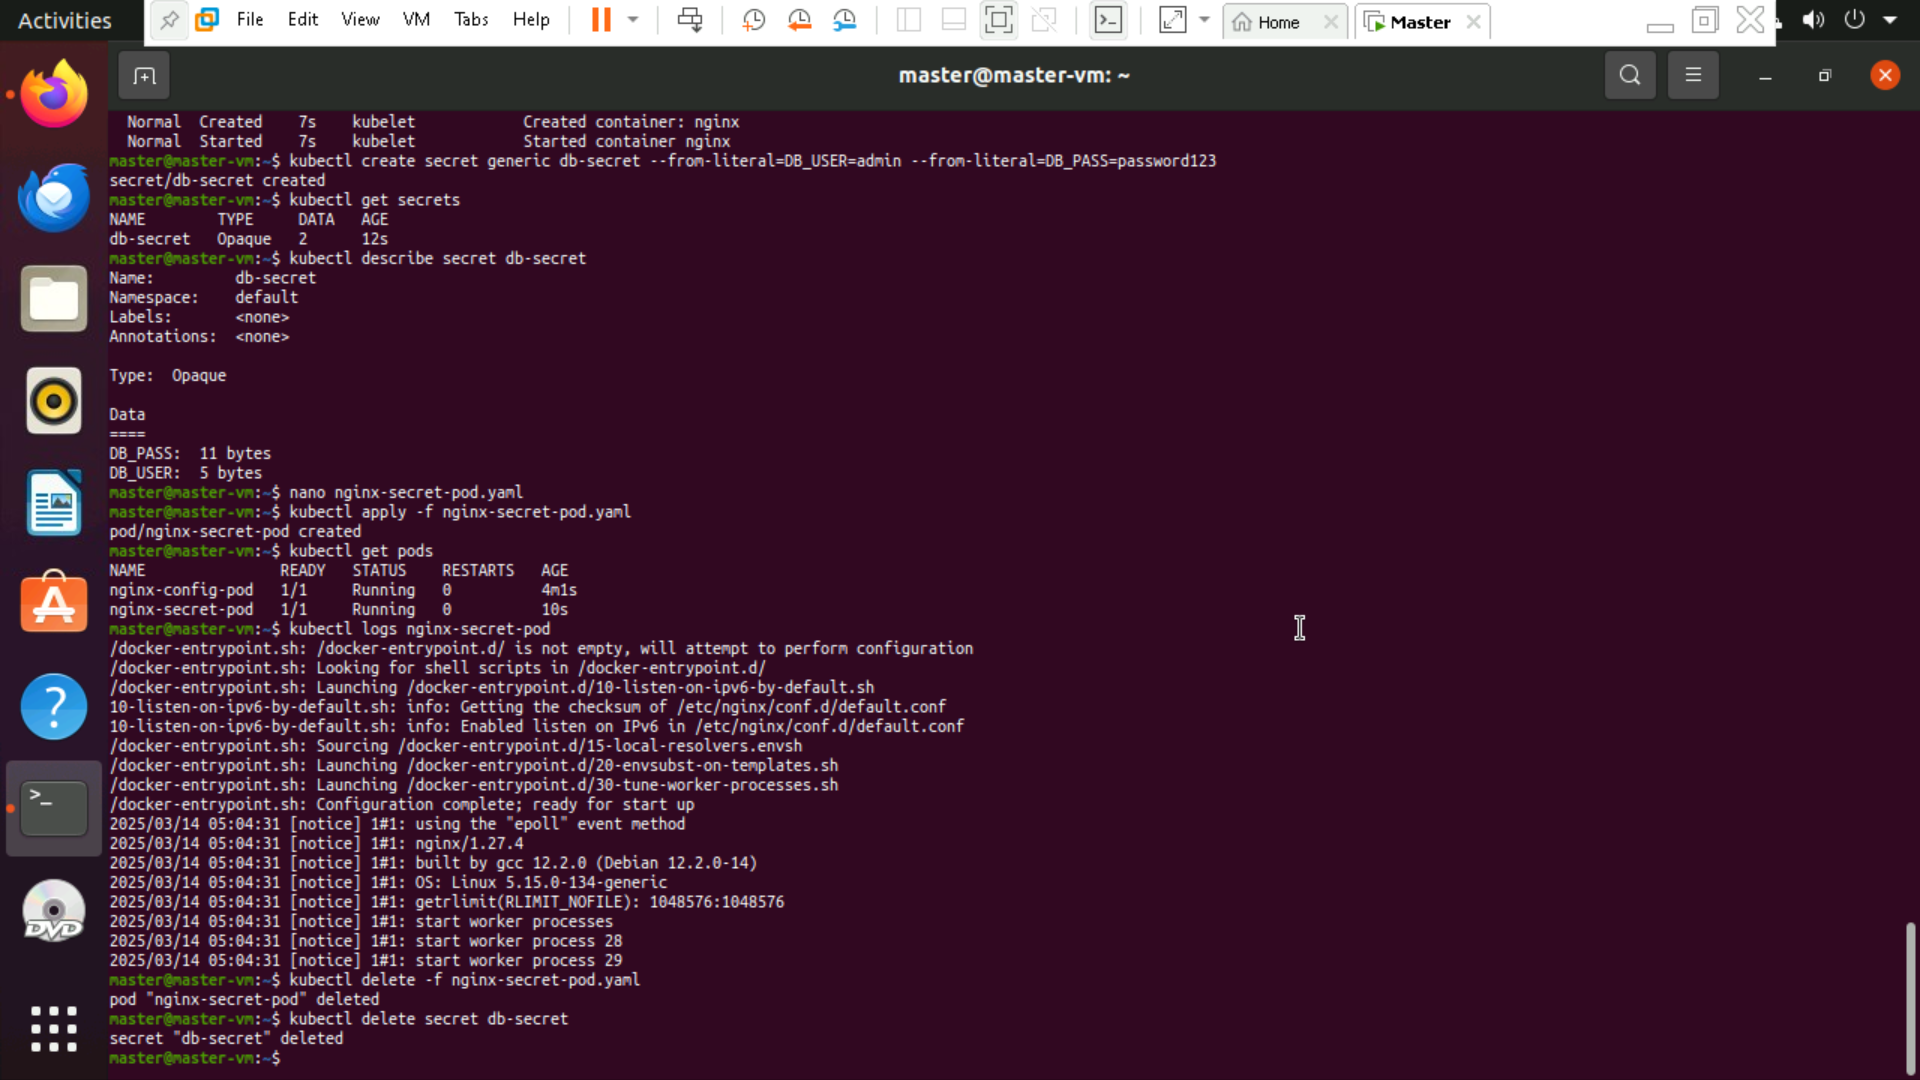 Activities
File Edit View VM Tabs Help
Home
Master
master@master-vm: ~
Normal Created 7s kubelet Created container: nginx
Normal Started 7s kubelet Started container nginx
master@master-vm:~$ kubectl create secret generic db-secret --from-literal=DB_USER=admin --from-literal=DB_PASS=password123
secret/db-secret created
master@master-vm:~$ kubectl get secrets
NAME TYPE DATA AGE
db-secret Opaque 2 12s
master@master-vm:~$ kubectl describe secret db-secret
Name: db-secret
Namespace: default
Labels: <none>
Annotations: <none>
Type: Opaque
Data
====
DB_PASS: 11 bytes
DB_USER: 5 bytes
master@master-vm:~$ nano nginx-secret-pod.yaml
master@master-vm:~$ kubectl apply -f nginx-secret-pod.yaml
pod/nginx-secret-pod created
master@master-vm:~$ kubectl get pods
NAME READY STATUS RESTARTS AGE
nginx-config-pod 1/1 Running 0 4m1s
nginx-secret-pod 1/1 Running 0 10s
master@master-vm:~$ kubectl logs nginx-secret-pod
/docker-entrypoint.sh: /docker-entrypoint.d/ is not empty, will attempt to perform configuration
/docker-entrypoint.sh: Looking for shell scripts in /docker-entrypoint.d/
/docker-entrypoint.sh: Launching /docker-entrypoint.d/10-listen-on-ipv6-by-default.sh
10-listen-on-ipv6-by-default.sh: info: Getting the checksum of /etc/nginx/conf.d/default.conf
10-listen-on-ipv6-by-default.sh: info: Enabled listen on IPv6 in /etc/nginx/conf.d/default.conf
/docker-entrypoint.sh: Sourcing /docker-entrypoint.d/15-local-resolvers.envsh
/docker-entrypoint.sh: Launching /docker-entrypoint.d/20-envsubst-on-templates.sh
/docker-entrypoint.sh: Launching /docker-entrypoint.d/30-tune-worker-processes.sh
/docker-entrypoint.sh: Configuration complete; ready for start up
2025/03/14 05:04:31 [notice] 1#1: using the "epoll" event method
2025/03/14 05:04:31 [notice] 1#1: nginx/1.27.4
2025/03/14 05:04:31 [notice] 1#1: built by gcc 12.2.0 (Debian 12.2.0-14)
2025/03/14 05:04:31 [notice] 1#1: OS: Linux 5.15.0-134-generic
2025/03/14 05:04:31 [notice] 1#1: getrlimit(RLIMIT_NOFILE): 1048576:1048576
2025/03/14 05:04:31 [notice] 1#1: start worker processes
2025/03/14 05:04:31 [notice] 1#1: start worker process 28
2025/03/14 05:04:31 [notice] 1#1: start worker process 29
master@master-vm:~$ kubectl delete -f nginx-secret-pod.yaml
pod "nginx-secret-pod" deleted
master@master-vm:~$ kubectl delete secret db-secret
secret "db-secret" deleted
master@master-vm:~$
DVD